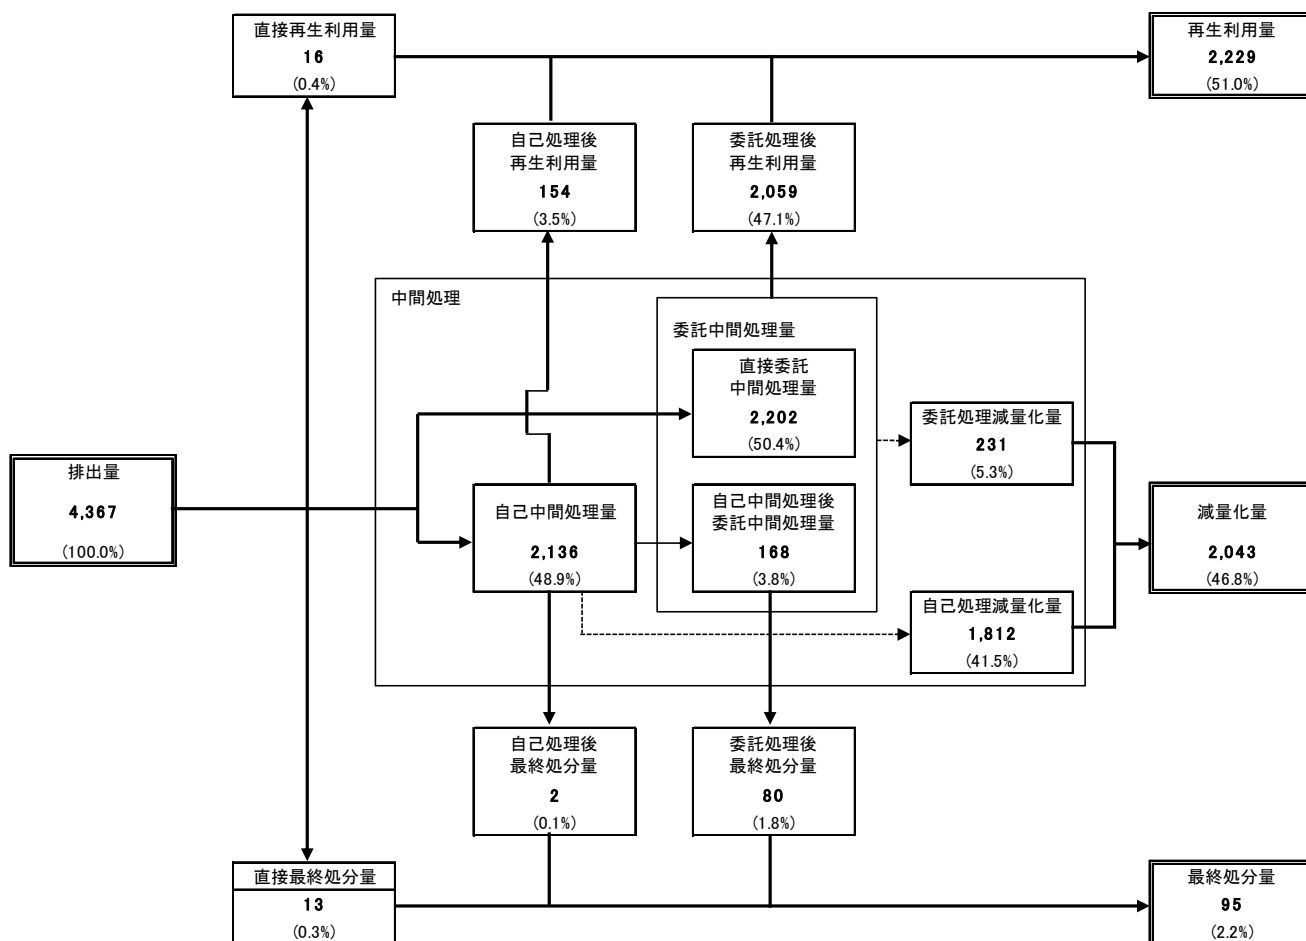 直接再生利用量
16
(0.4%)
再生利用量
2,229
(51.0%)
自己処理後
再生利用量
154
(3.5%)
委託処理後
再生利用量
2,059
(47.1%)
中間処理
委託中間処理量
直接委託
中間処理量
2,202
(50.4%)
委託処理減量化量
231
(5.3%)
排出量
4,367
(100.0%)
自己中間処理量
2,136
(48.9%)
自己中間処理後
委託中間処理量
168
(3.8%)
減量化量
2,043
(46.8%)
自己処理減量化量
1,812
(41.5%)
自己処理後
最終処分量
2
(0.1%)
委託処理後
最終処分量
80
(1.8%)
直接最終処分量
13
(0.3%)
最終処分量
95
(2.2%)